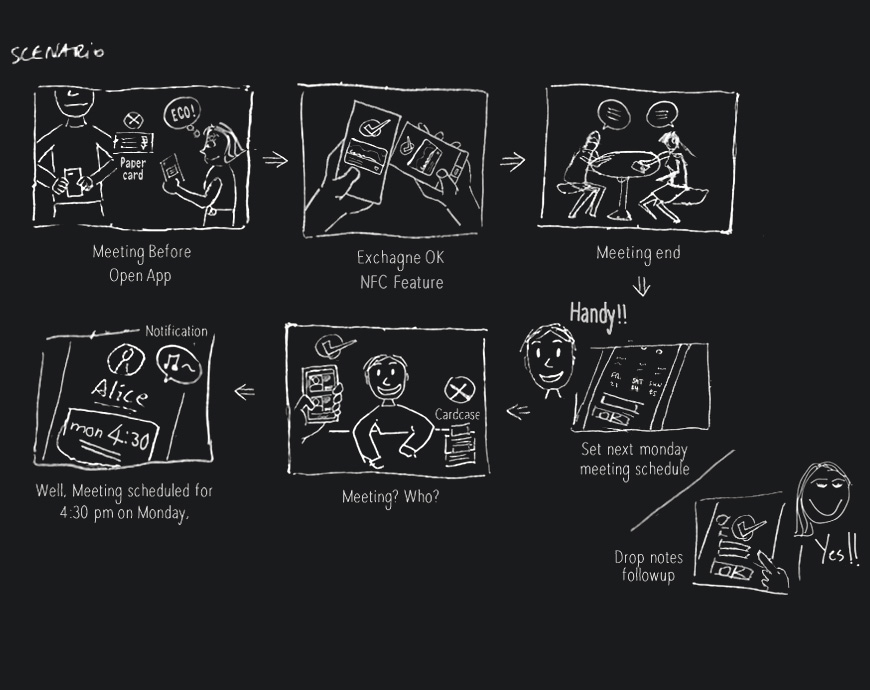 SCENARIO
ECO!
Paper
card
Meeting Before
Open App
Exchagne OK
NFC Feature
Meeting end
Handy!!
FRI SAT SUN
Set next monday
meeting schedule
OK
Cardcase
Meeting? Who?
Notification
Alice
mon 4:30
Well, Meeting scheduled for
4:30 pm on Monday,
Drop notes
followup
OK
Yes!!